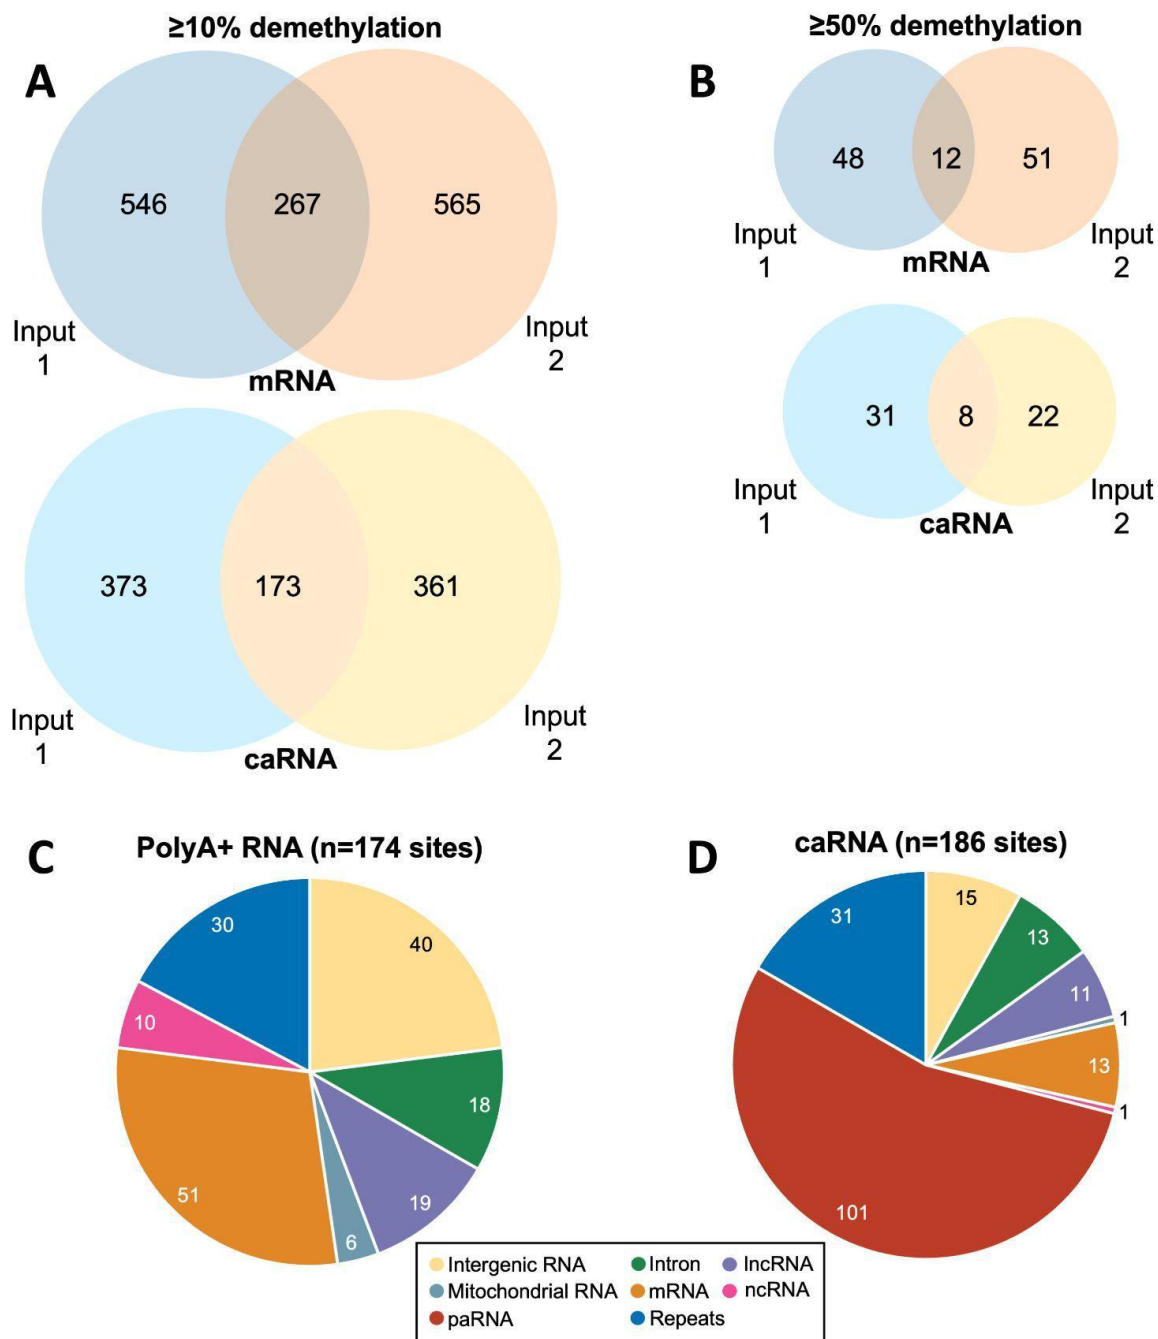 ≥10% demethylation
A
546
267
565
Input
1
Input
2
mRNA
373
173
361
Input
1
Input
2
caRNA
≥50% demethylation
B
48
12
51
Input
1
Input
2
mRNA
31
8
22
Input
1
Input
2
caRNA
C
PolyA+ RNA (n=174 sites)
30
40
10
18
51
19
6
D
caRNA (n=186 sites)
31
15
13
11
1
13
1
101
Intergenic RNA Intron lncRNA
Mitochondrial RNA mRNA ncRNA
paRNA Repeats